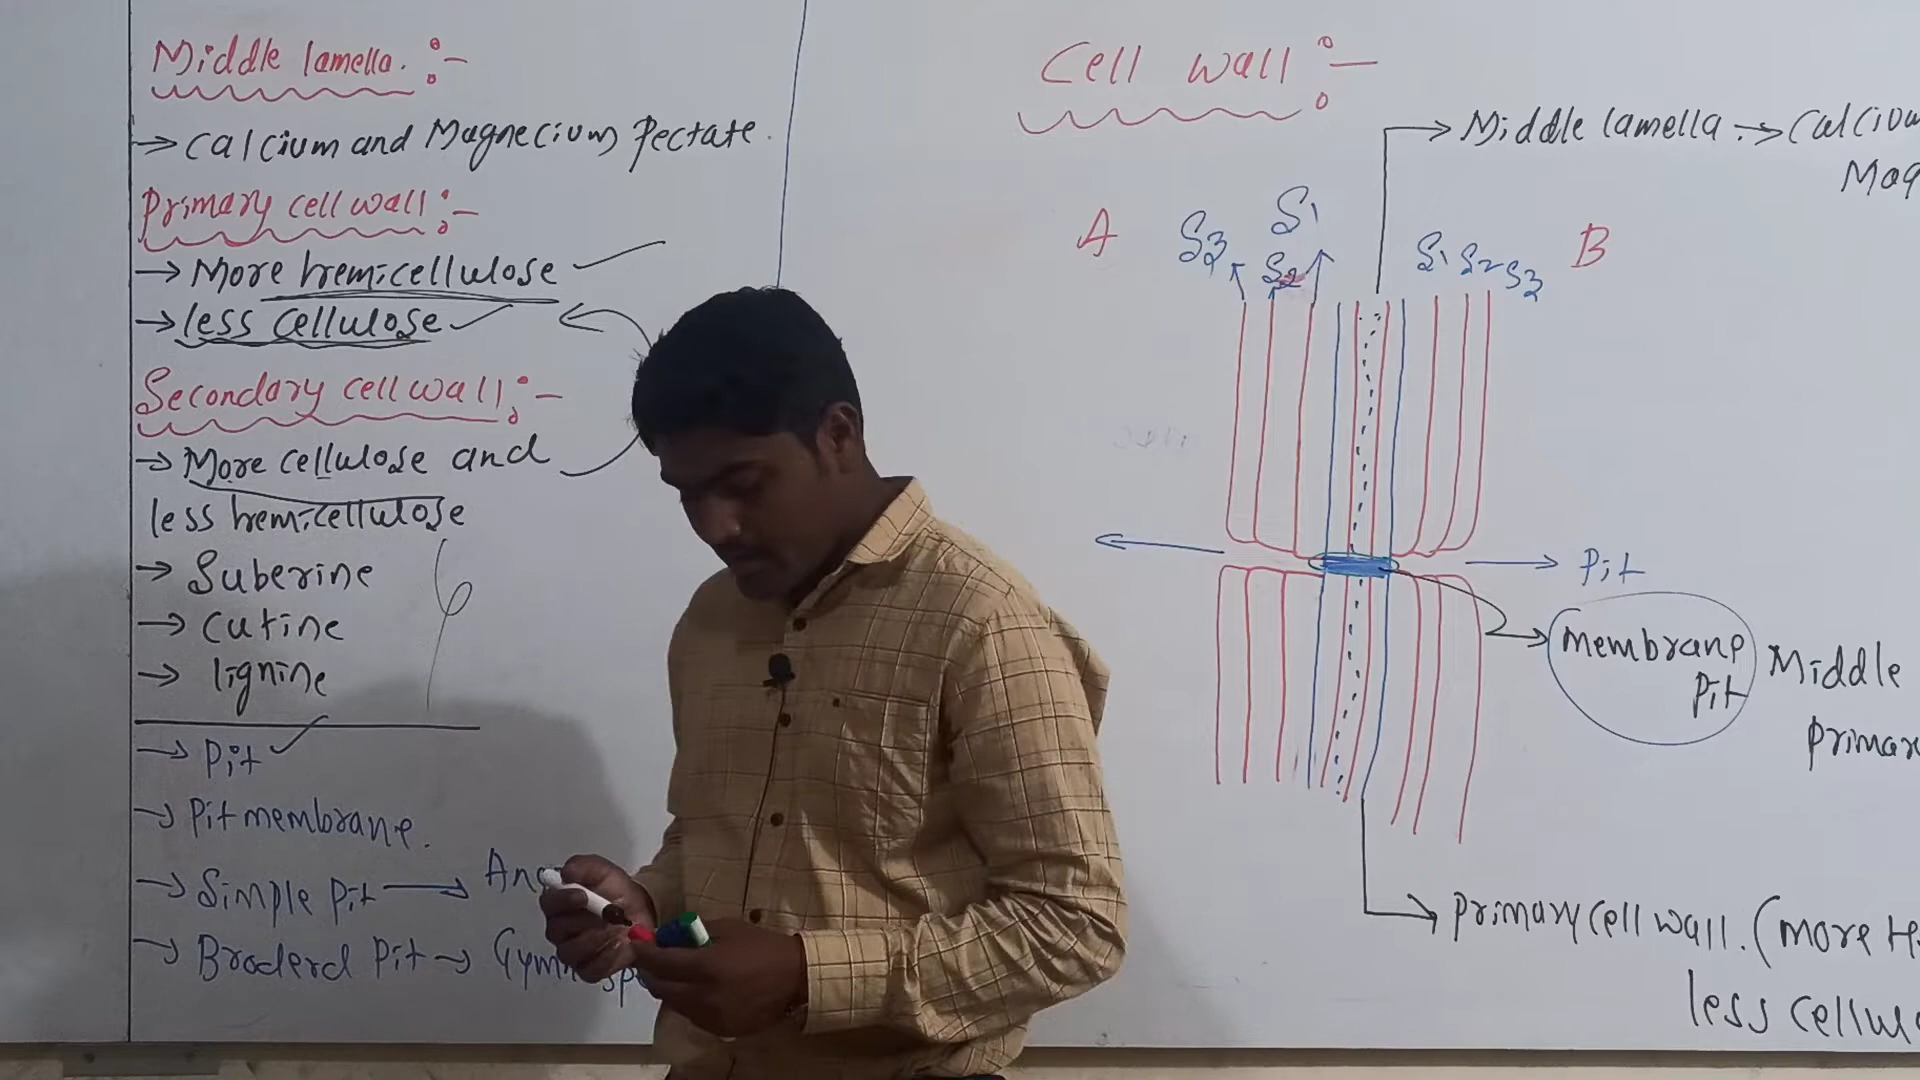 Middle lamella :-
→ Calcium and Magnecium Pectate.
Primary cell wall :-
→ More hemicellulose
→ less cellulose
Secondary cell wall :-
→ More cellulose and
less hemicellulose
→ Suberine
→ Cutine
→ lignine
→ Pit
→ Pit membrane.
→ Simple Pit →
→ Broderd Pit →
Cell wall :-
→ Middle lamella → Calcium
A S3 S2 S1 S1 S2 S3 B
→ Pit
→ membrane
Pit
Middle
→ Primary cell wall. (more
less